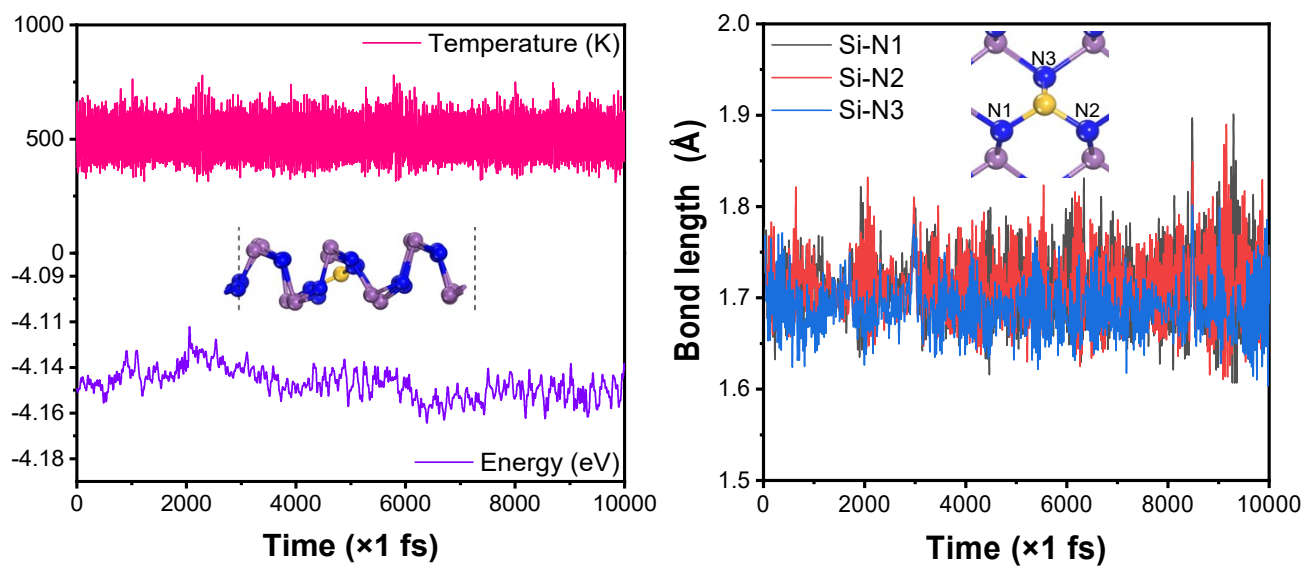 1000
Temperature (K)
500
0
-4.09
-4.11
-4.14
-4.16
-4.18
Energy (eV)
0
2000
4000
6000
8000
10000
Time (×1 fs)
2.0
1.9
1.8
1.7
1.6
1.5
Bond length (Å)
Si-N1
Si-N2
Si-N3
N3
N1
N2
0
2000
4000
6000
8000
10000
Time (×1 fs)